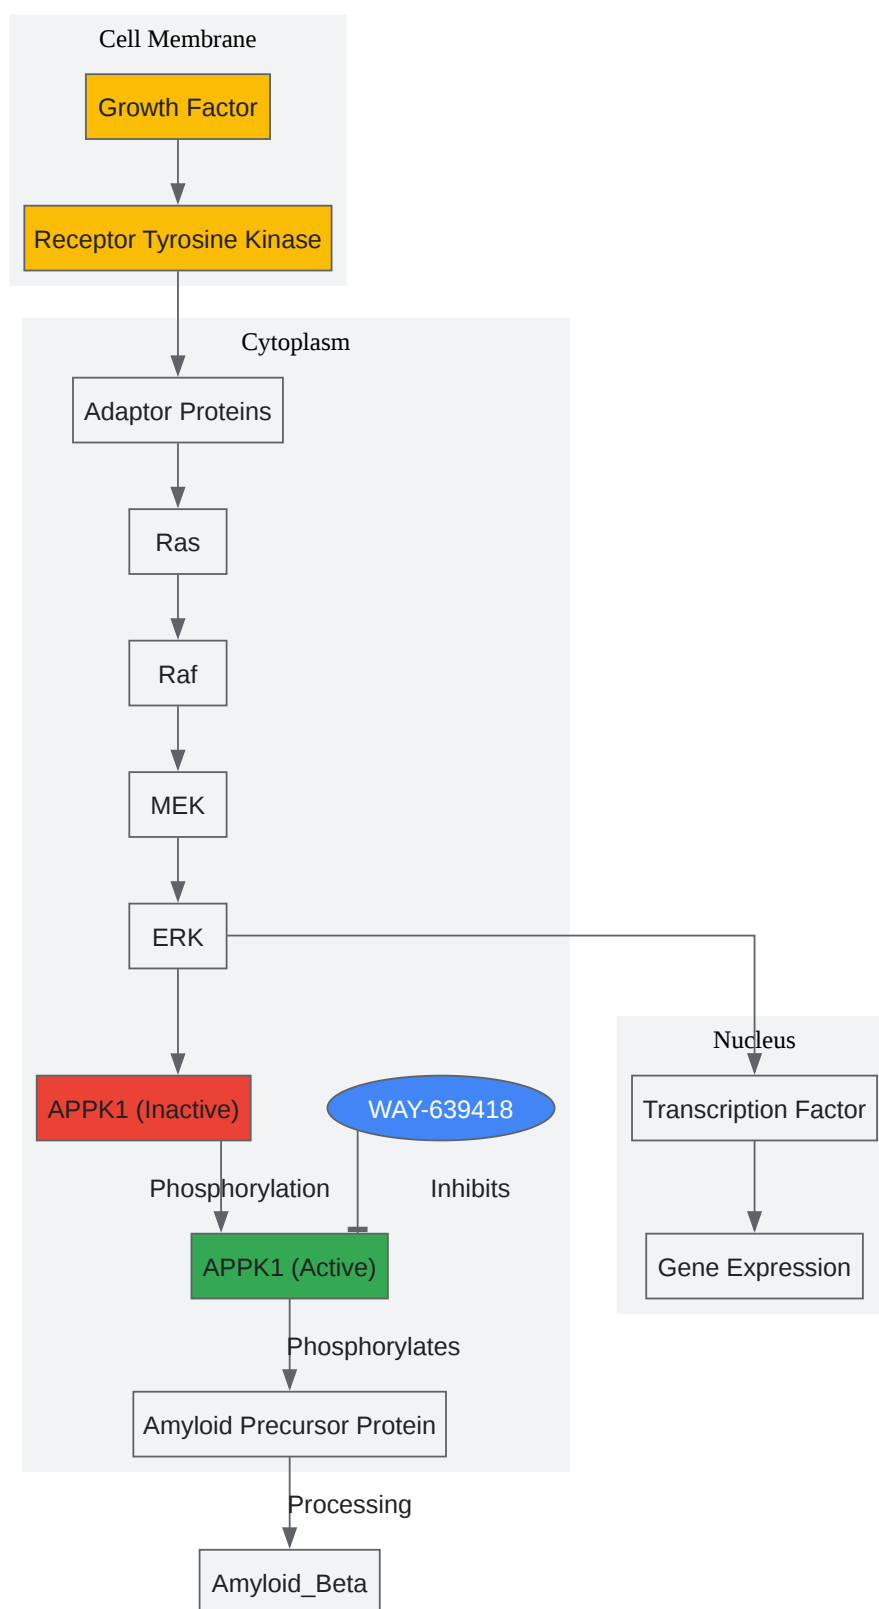 Cell Membrane
Growth Factor
Receptor Tyrosine Kinase
Cytoplasm
Adaptor Proteins
Ras
Raf
MEK
ERK
Nucleus
APPK1 (Inactive)
WAY-639418
Transcription Factor
Phosphorylation
Inhibits
APPK1 (Active)
Gene Expression
Phosphorylates
Amyloid Precursor Protein
Processing
Amyloid_Beta